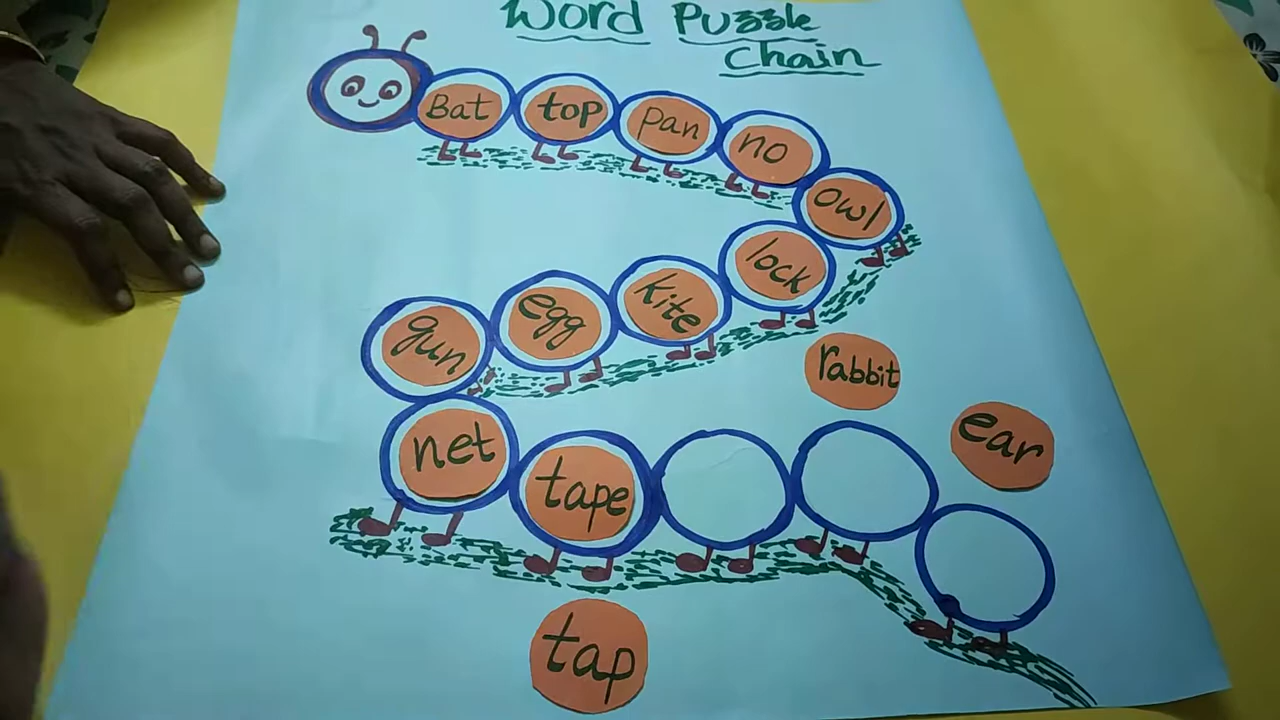 Word Puzzle
Chain
Bat
top
pan
no
owl
lock
kite
egg
gun
net
tape
rabbit
ear
tap